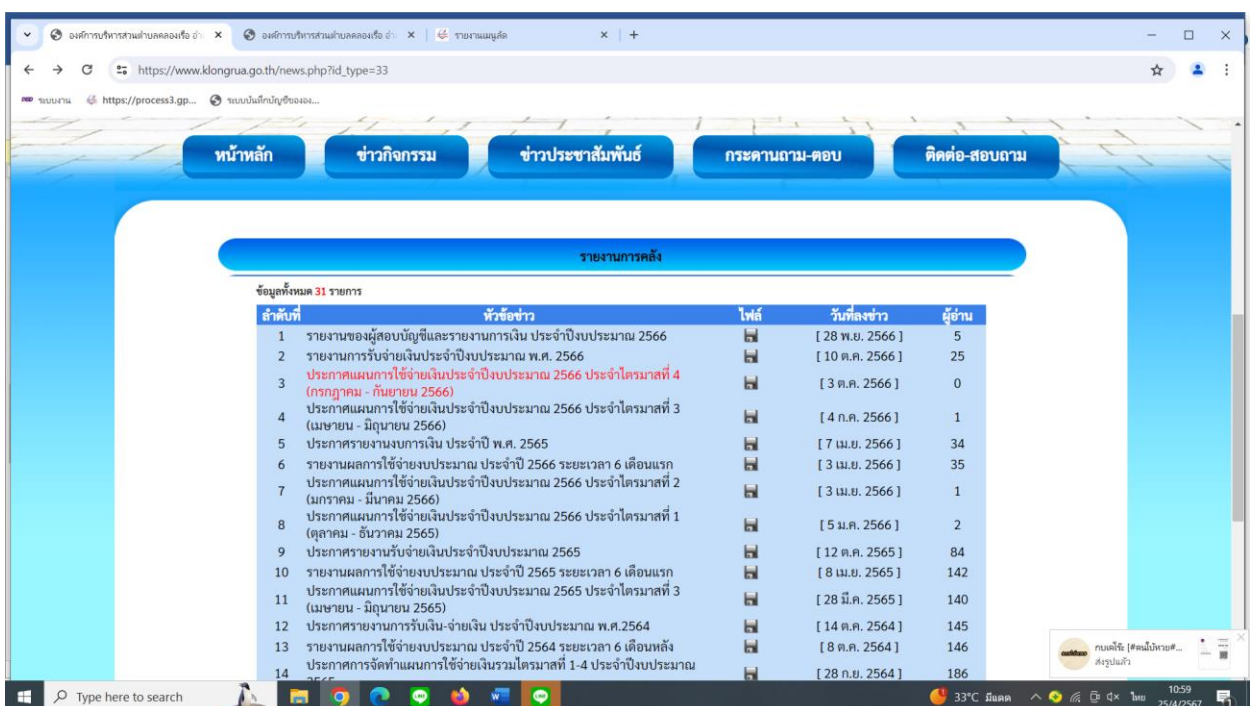 องค์การบริหารส่วนตำบลคลองเรือ อำ
องค์การบริหารส่วนตำบลคลองเรือ อำ
รายงานเมนูลัด
https://www.klongrua.go.th/news.php?id_type=33
ระบบงาน https://process3.gp... ระบบบันทึกบัญชีขององ...
หน้าหลัก ข่าวกิจกรรม ข่าวประชาสัมพันธ์ กระดานถาม-ตอบ ติดต่อ-สอบถาม
รายงานการคลัง
ข้อมูลทั้งหมด 31 รายการ
ลำดับที่ หัวข้อข่าว ไฟล์ วันที่ลงข่าว ผู้อ่าน
1 รายงานของผู้สอบบัญชีและรายงานการเงิน ประจำปีงบประมาณ 2566 [ 28 พ.ย. 2566 ] 5
2 รายงานการรับจ่ายเงินประจำปีงบประมาณ พ.ศ. 2566 [ 10 ต.ค. 2566 ] 25
3 ประกาศแผนการใช้จ่ายเงินประจำปีงบประมาณ 2566 ประจำไตรมาสที่ 4
(กรกฎาคม - กันยายน 2566) [ 3 ต.ค. 2566 ] 0
4 ประกาศแผนการใช้จ่ายเงินประจำปีงบประมาณ 2566 ประจำไตรมาสที่ 3
(เมษายน - มิถุนายน 2566) [ 4 ก.ค. 2566 ] 1
5 ประกาศรายงานงบการเงิน ประจำปี พ.ศ. 2565 [ 7 เม.ย. 2566 ] 34
6 รายงานผลการใช้จ่ายงบประมาณ ประจำปี 2566 ระยะเวลา 6 เดือนแรก [ 3 เม.ย. 2566 ] 35
7 ประกาศแผนการใช้จ่ายเงินประจำปีงบประมาณ 2566 ประจำไตรมาสที่ 2
(มกราคม - มีนาคม 2566) [ 3 เม.ย. 2566 ] 1
8 ประกาศแผนการใช้จ่ายเงินประจำปีงบประมาณ 2566 ประจำไตรมาสที่ 1
(ตุลาคม - ธันวาคม 2565) [ 5 ม.ค. 2566 ] 2
9 ประกาศรายงานรับจ่ายเงินประจำปีงบประมาณ 2565 [ 12 ต.ค. 2565 ] 84
10 รายงานผลการใช้จ่ายงบประมาณ ประจำปี 2565 ระยะเวลา 6 เดือนแรก [ 8 เม.ย. 2565 ] 142
11 ประกาศแผนการใช้จ่ายเงินประจำปีงบประมาณ 2565 ประจำไตรมาสที่ 3
(เมษายน - มิถุนายน 2565) [ 28 มี.ค. 2565 ] 140
12 ประกาศรายงานการรับเงิน-จ่ายเงิน ประจำปีงบประมาณ พ.ศ.2564 [ 14 ต.ค. 2564 ] 145
13 รายงานผลการใช้จ่ายงบประมาณ ประจำปี 2564 ระยะเวลา 6 เดือนหลัง [ 8 ต.ค. 2564 ] 146
14 ประกาศการจัดทำแผนการใช้จ่ายเงินรวมไตรมาสที่ 1-4 ประจำปีงบประมาณ
2565 [ 28 ก.ย. 2564 ] 186
ส่งรูปแล้ว
Type here to search
33°C มีแดด
ไทย
10:59
25/4/2567